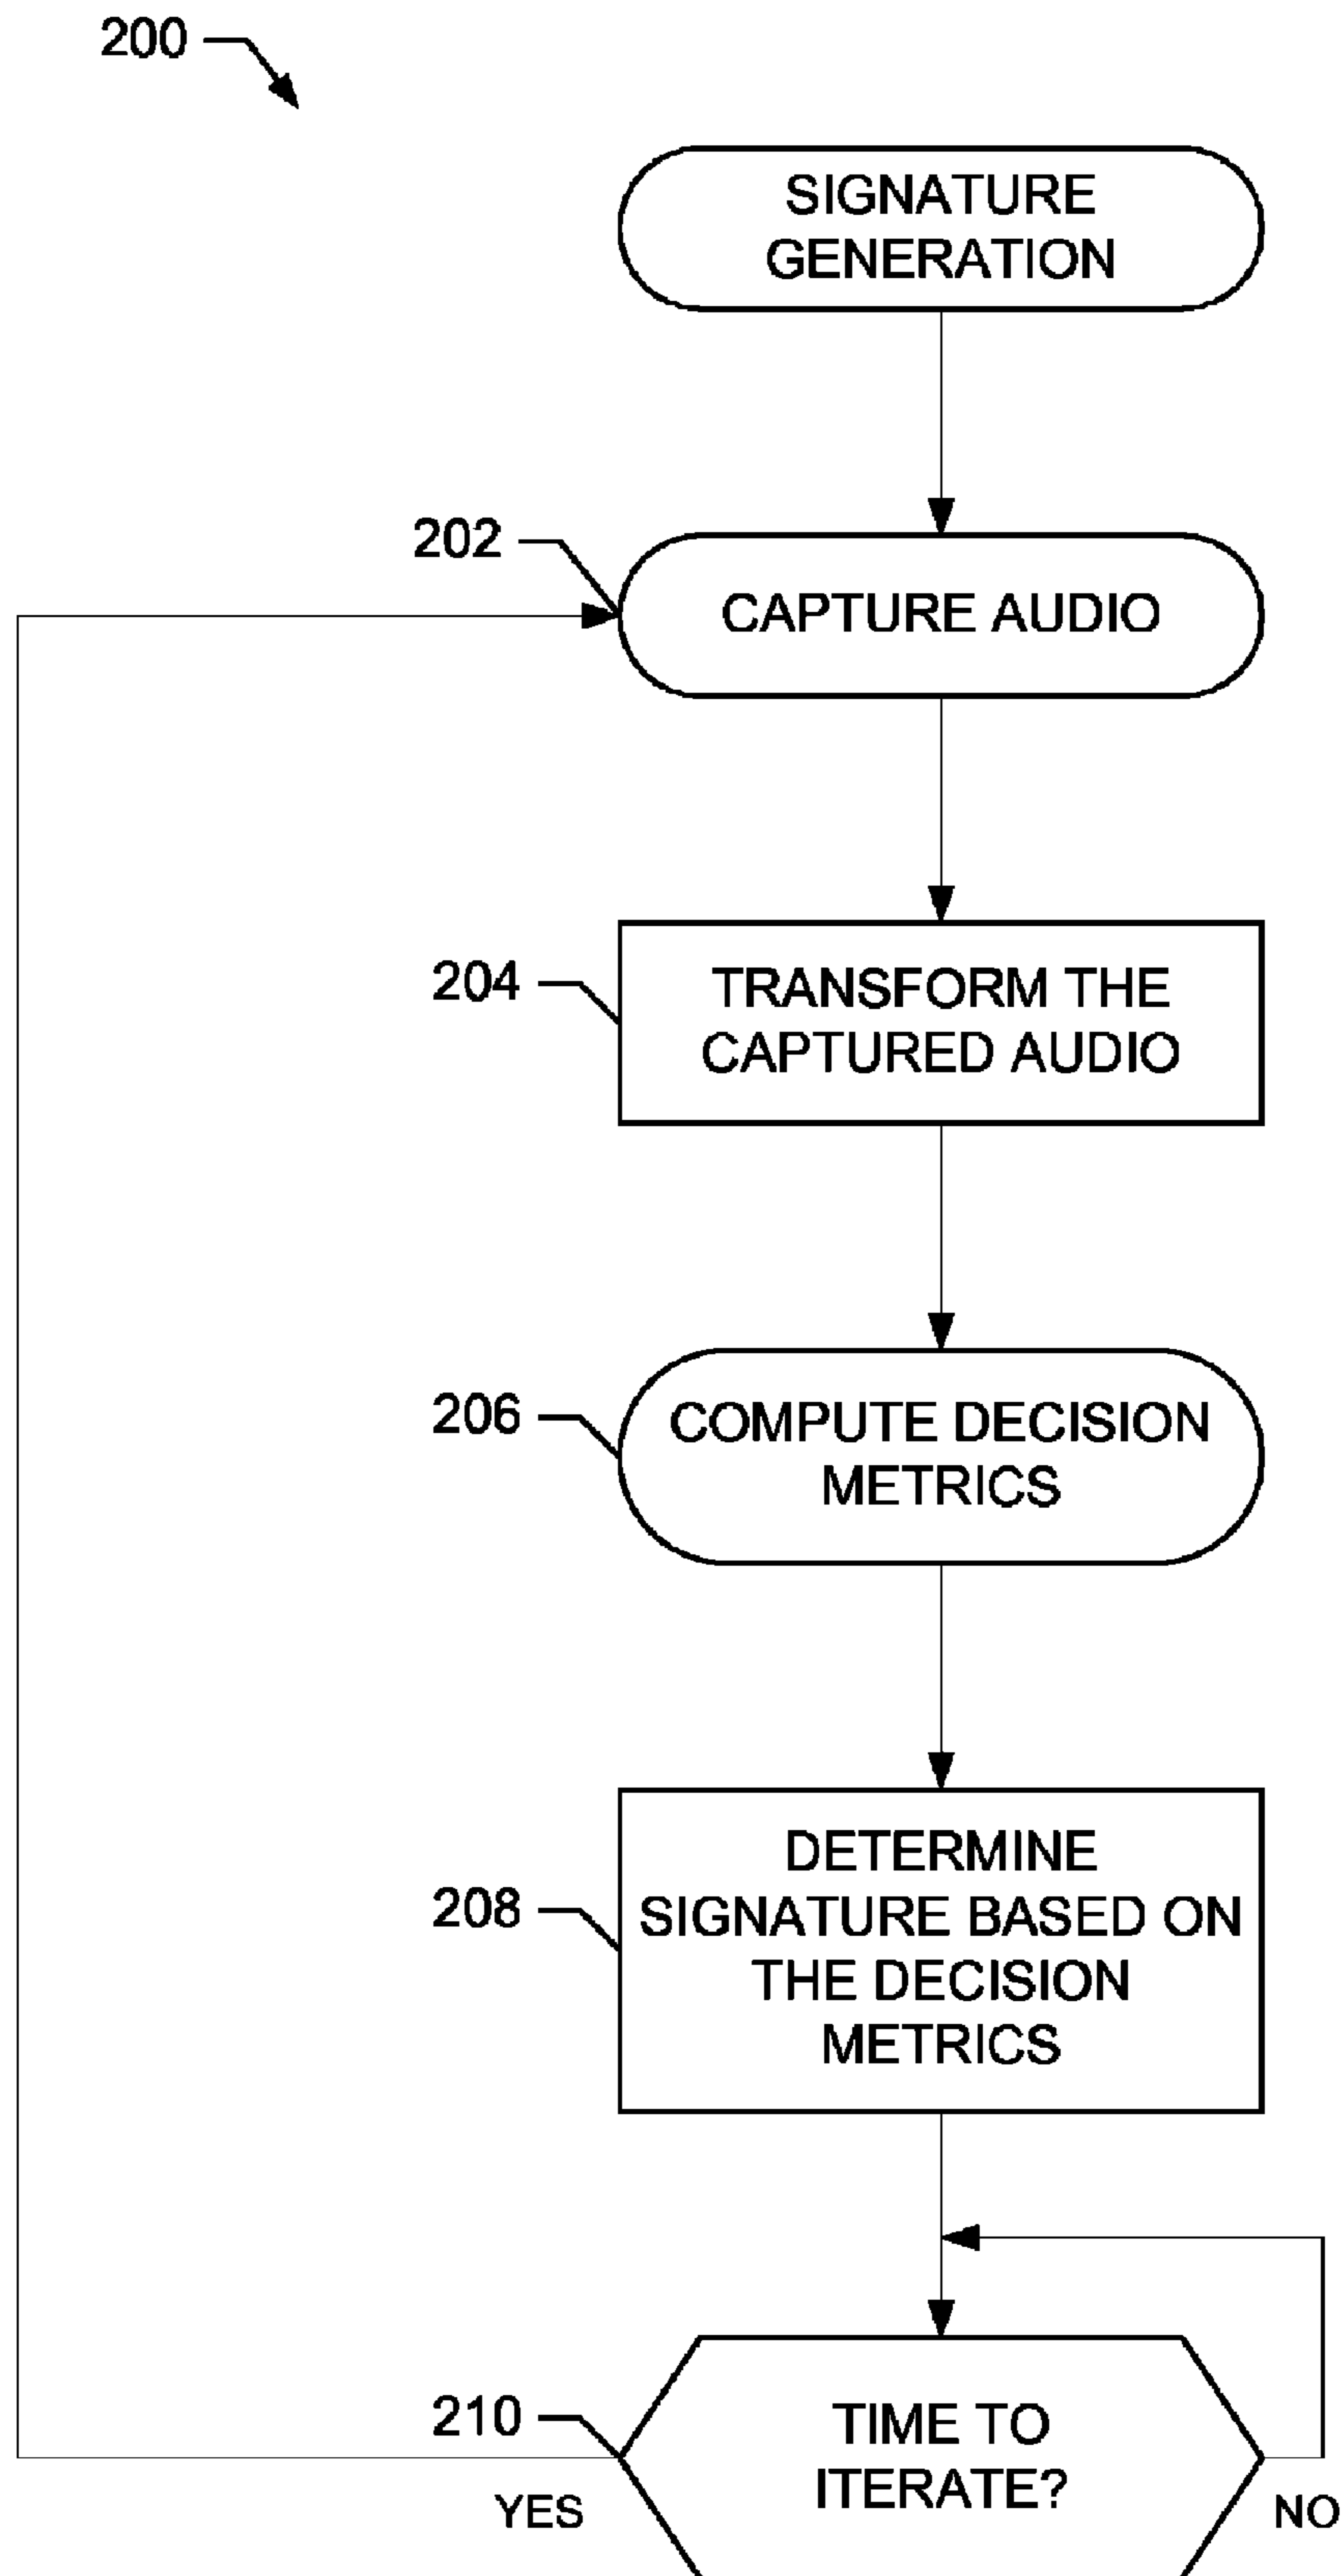 200
SIGNATURE
GENERATION
202
CAPTURE AUDIO
204
TRANSFORM THE
CAPTURED AUDIO
206
COMPUTE DECISION
METRICS
208
DETERMINE
SIGNATURE BASED ON
THE DECISION
METRICS
210
TIME TO
ITERATE?
YES
NO